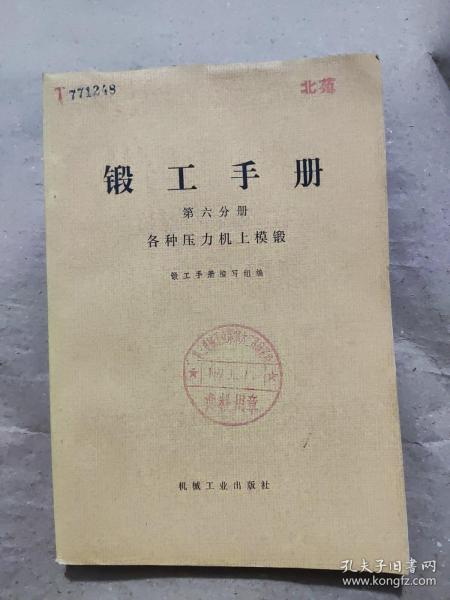 T 771248
北苑
锻工手册
第六分册
各种压力机上模锻
锻工手册编写组编
资料专用章
机械工业出版社
孔夫子旧书网
www.kongfz.com